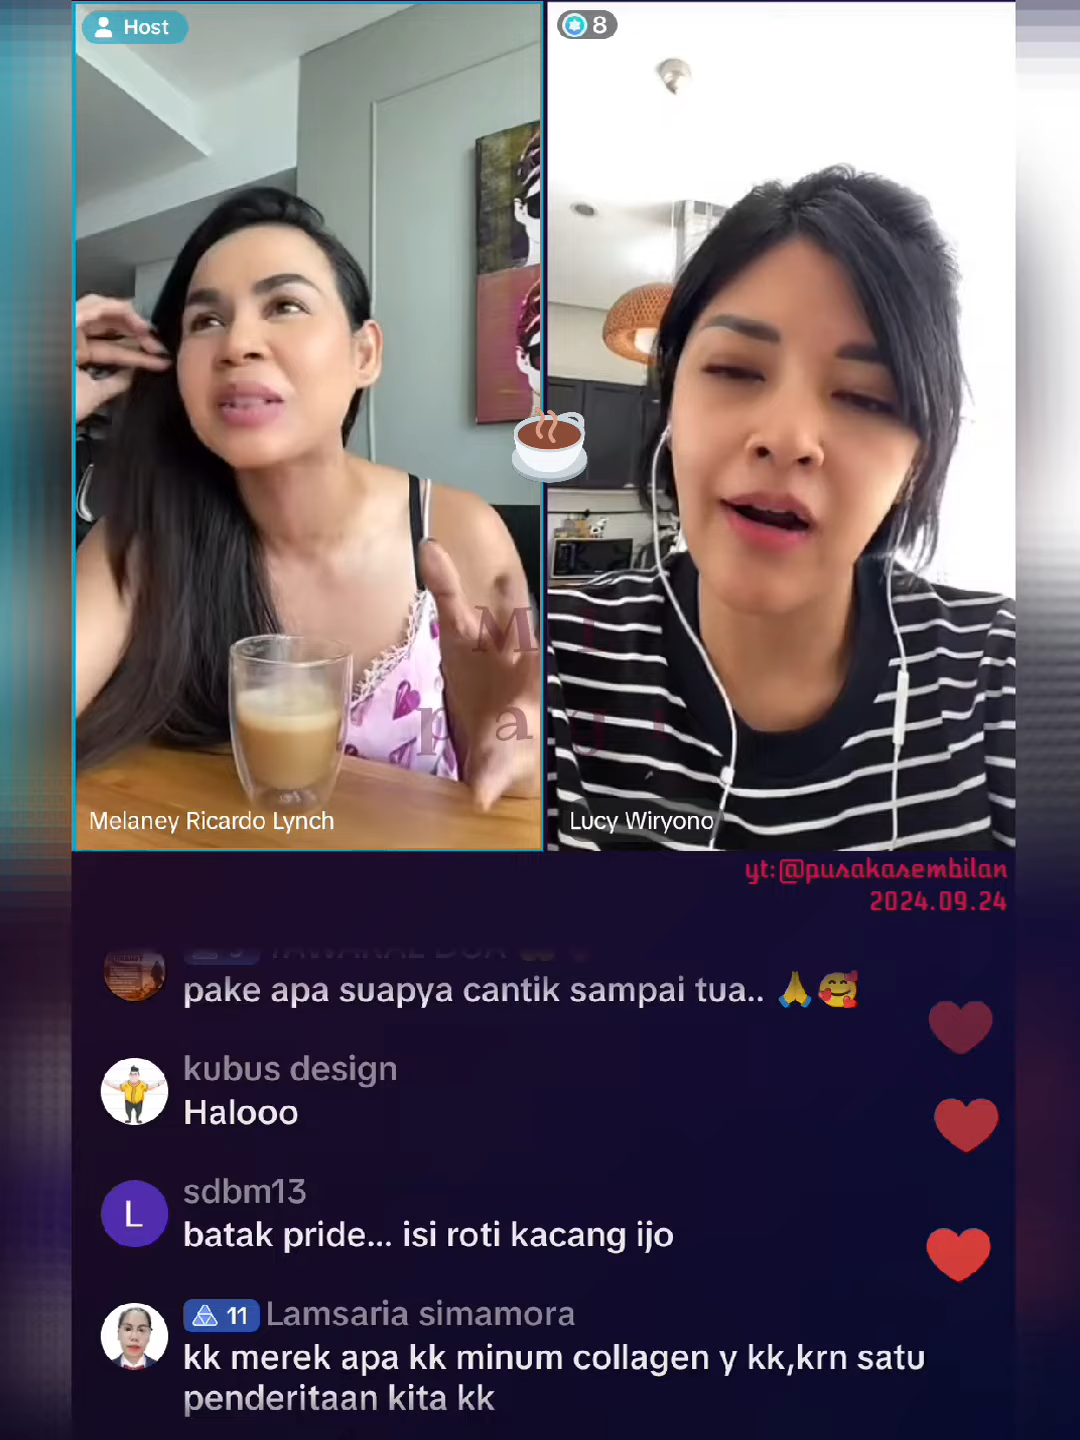 Host
8
Mi
pagi
Melaney Ricardo Lynch
Lucy Wiryono
yt:@pusakasembilan
2024.09.24
pake apa suapya cantik sampai tua.. 🙏🥰
kubus design
Halooo
L
sdbm13
batak pride... isi roti kacang ijo
11 Lamsaria simamora
kk merek apa kk minum collagen y kk,krn satu
penderitaan kita kk